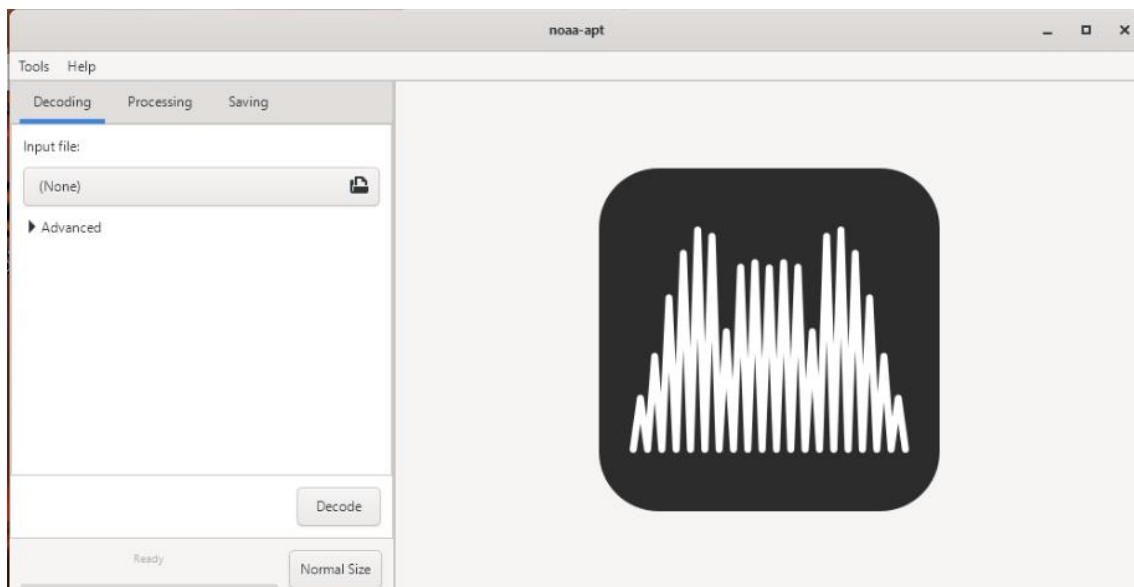 noaa-apt
Tools Help
Decoding Processing Saving
Input file:
(None)
Advanced
Decode
Ready
Normal Size